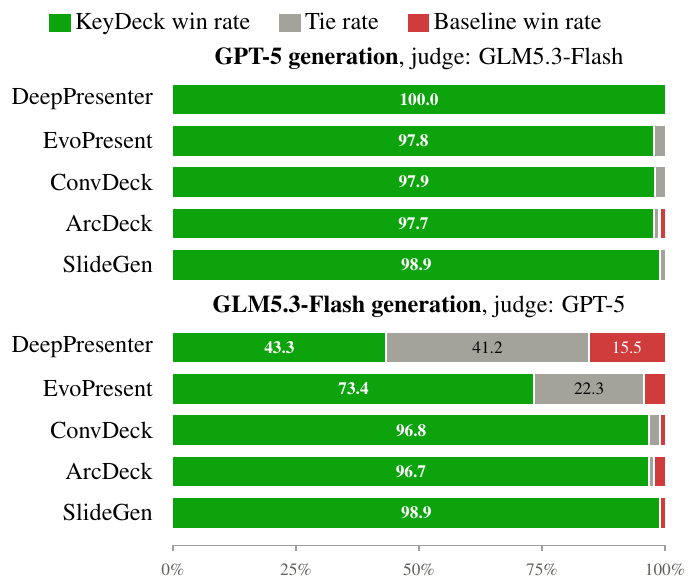 KeyDeck win rate Tie rate Baseline win rate
GPT-5 generation, judge: GLM5.3-Flash
DeepPresenter 100.0
EvoPresent 97.8
ConvDeck 97.9
ArcDeck 97.7
SlideGen 98.9
GLM5.3-Flash generation, judge: GPT-5
DeepPresenter 43.3 41.2 15.5
EvoPresent 73.4 22.3
ConvDeck 96.8
ArcDeck 96.7
SlideGen 98.9
0% 25% 50% 75% 100%